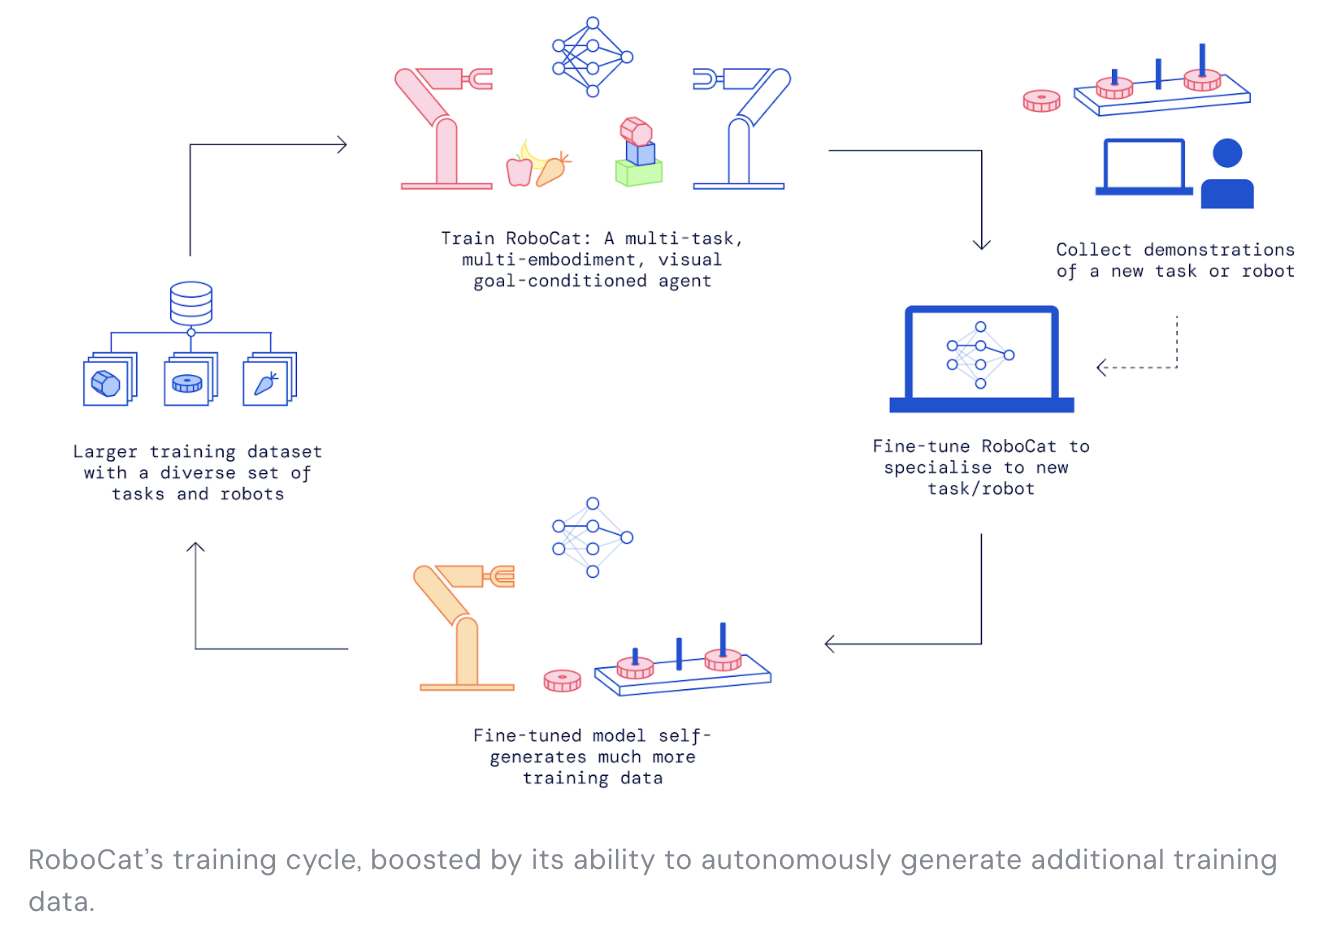 Train RoboCat: A multi-task,
multi-embodiment, visual
goal-conditioned agent
Collect demonstrations
of a new task or robot
Fine-tune RoboCat to
specialise to new
task/robot
Larger training dataset
with a diverse set of
tasks and robots
Fine-tuned model self-
generates much more
training data
RoboCat’s training cycle, boosted by its ability to autonomously generate additional training
data.